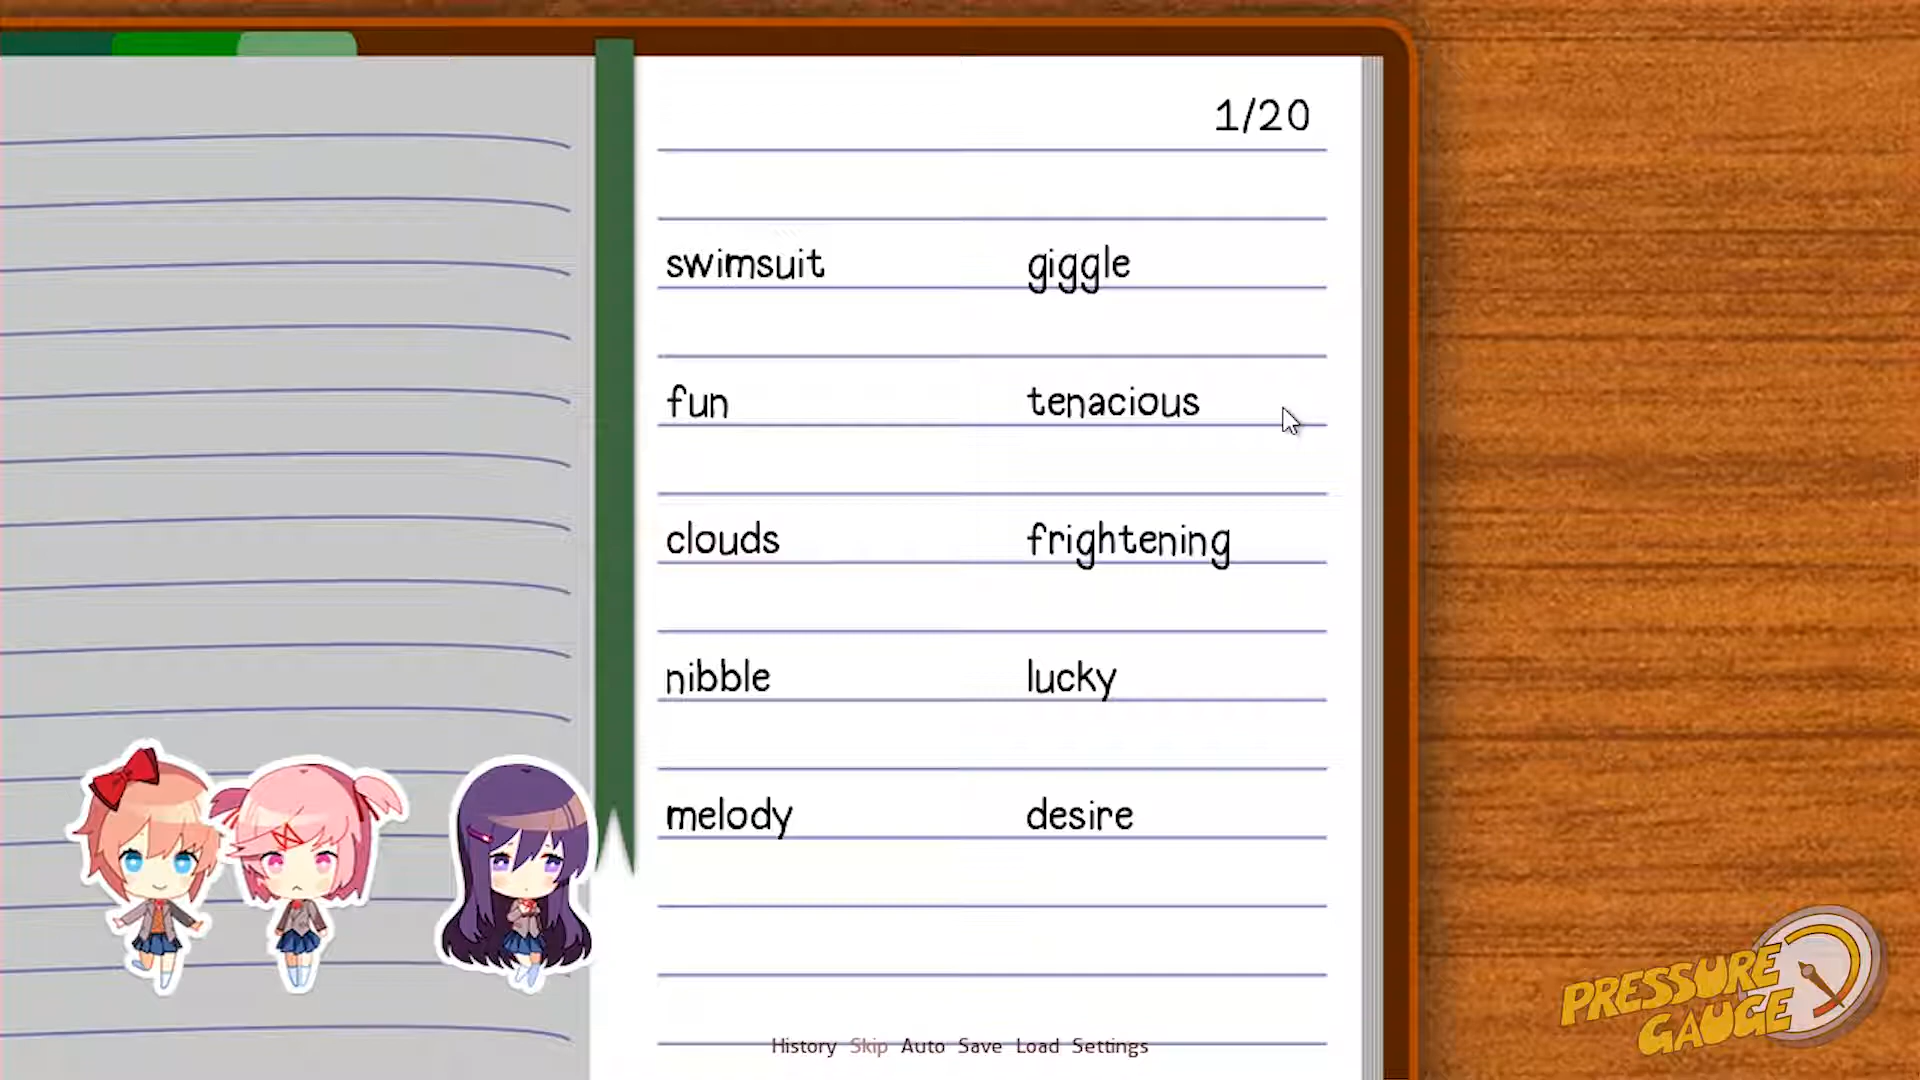 1/20
swimsuit giggle
fun tenacious
clouds frightening
nibble lucky
melody desire
History Skip Auto Save Load Settings
PRESSURE
GAUGE